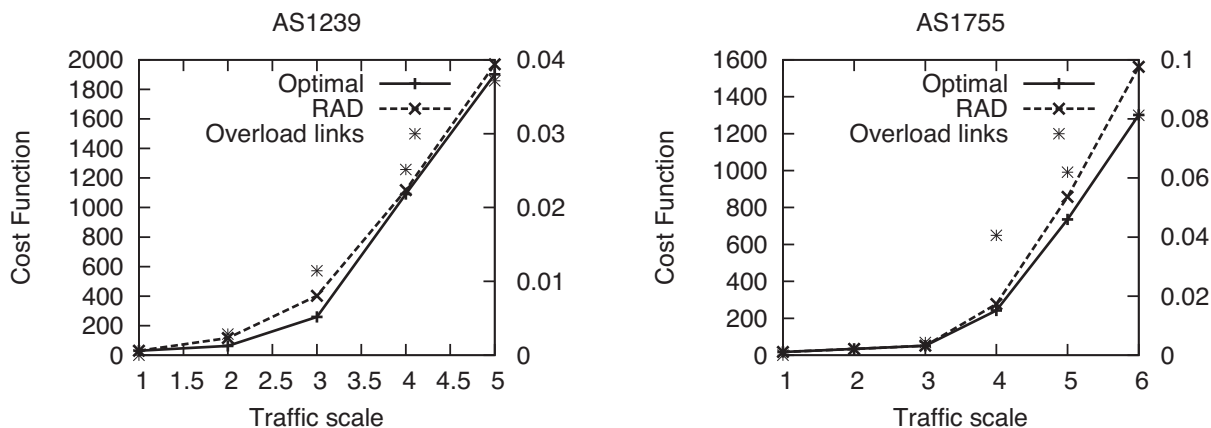 AS1239
2000
1800
1600
1400
1200
1000
800
600
400
200
0
Cost Function
Optimal
RAD
Overload links
0.04
0.03
0.02
0.01
0
1 1.5 2 2.5 3 3.5 4 4.5 5
Traffic scale
AS1755
1600
1400
1200
1000
800
600
400
200
0
Cost Function
Optimal
RAD
Overload links
0.1
0.08
0.06
0.04
0.02
0
1 2 3 4 5 6
Traffic scale